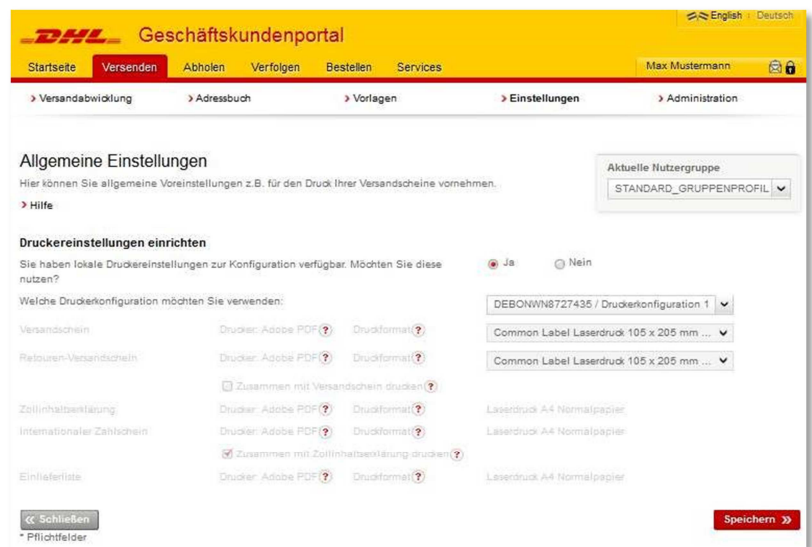 English | Deutsch
DHL Geschäftskundenportal
Startseite Versenden Abholen Verfolgen Bestellen Services Max Mustermann
Versandabwicklung Adressbuch Vorlagen Einstellungen Administration
Allgemeine Einstellungen
Hier können Sie allgemeine Voreinstellungen z.B. für den Druck Ihrer Versandscheine vornehmen.
Hilfe
Aktuelle Nutzergruppe
STANDARD_GRUPPENPROFIL
Druckereinstellungen einrichten
Sie haben lokale Druckereinstellungen zur Konfiguration verfügbar. Möchten Sie diese Ja Nein
nutzen?
Welche Druckerkonfiguration möchten Sie verwenden: DEBONWN8727435 / Druckerkonfiguration 1
Versandschein Drucker: Adobe PDF ? Druckformat ? Common Label Laserdruck 105 x 205 mm ...
Retouren-Versandschein Drucker: Adobe PDF ? Druckformat ? Common Label Laserdruck 105 x 205 mm ...
Zusammen mit Versandschein drucken ?
Zollinhaltserklärung Drucker: Adobe PDF ? Druckformat ? Laserdruck A4 Normalpapier
Internationaler Zahlschein Drucker: Adobe PDF ? Druckformat ? Laserdruck A4 Normalpapier
Zusammen mit Zollinhaltserklärung drucken ?
Einlieferliste Drucker: Adobe PDF ? Druckformat ? Laserdruck A4 Normalpapier
« Schließen Speichern »
* Pflichtfelder